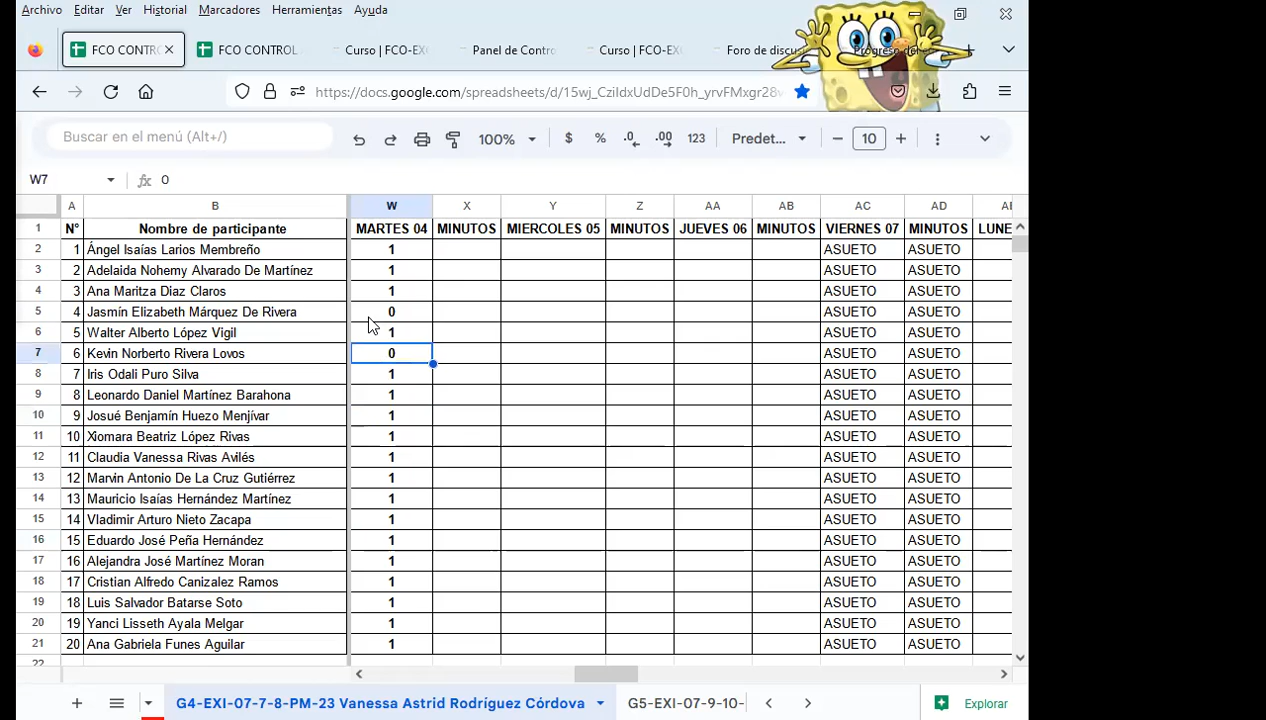 Archivo Editar Ver Historial Marcadores Herramientas Ayuda
FCO CONTRO FCO CONTROL Curso | FCO-EX Panel de Contro Curso | FCO-EX Foro de discus Progreso del
https://docs.google.com/spreadsheets/d/15wj_CziIdxUdDe5F0h_yrvFMxgr28w
Buscar en el menú (Alt+/) 100% $ % .0 .00 123 Predet... 10
W7 fx 0
A B W X Y Z AA AB AC AD AE
1 N° Nombre de participante MARTES 04 MINUTOS MIERCOLES 05 MINUTOS JUEVES 06 MINUTOS VIERNES 07 MINUTOS LUNE
2 1 Ángel Isaías Larios Membreño 1 ASUETO ASUETO
3 2 Adelaida Nohemy Alvarado De Martínez 1 ASUETO ASUETO
4 3 Ana Maritza Diaz Claros 1 ASUETO ASUETO
5 4 Jasmín Elizabeth Márquez De Rivera 0 ASUETO ASUETO
6 5 Walter Alberto López Vigil 1 ASUETO ASUETO
7 6 Kevin Norberto Rivera Lovos 0 ASUETO ASUETO
8 7 Iris Odali Puro Silva 1 ASUETO ASUETO
9 8 Leonardo Daniel Martínez Barahona 1 ASUETO ASUETO
10 9 Josué Benjamín Huezo Menjívar 1 ASUETO ASUETO
11 10 Xiomara Beatriz López Rivas 1 ASUETO ASUETO
12 11 Claudia Vanessa Rivas Avilés 1 ASUETO ASUETO
13 12 Marvin Antonio De La Cruz Gutiérrez 1 ASUETO ASUETO
14 13 Mauricio Isaías Hernández Martínez 1 ASUETO ASUETO
15 14 Vladimir Arturo Nieto Zacapa 1 ASUETO ASUETO
16 15 Eduardo José Peña Hernández 1 ASUETO ASUETO
17 16 Alejandra José Martínez Moran 1 ASUETO ASUETO
18 17 Cristian Alfredo Canizalez Ramos 1 ASUETO ASUETO
19 18 Luis Salvador Batarse Soto 1 ASUETO ASUETO
20 19 Yanci Lisseth Ayala Melgar 1 ASUETO ASUETO
21 20 Ana Gabriela Funes Aguilar 1 ASUETO ASUETO
22
G4-EXI-07-7-8-PM-23 Vanessa Astrid Rodríguez Córdova G5-EXI-07-9-10- Explorar